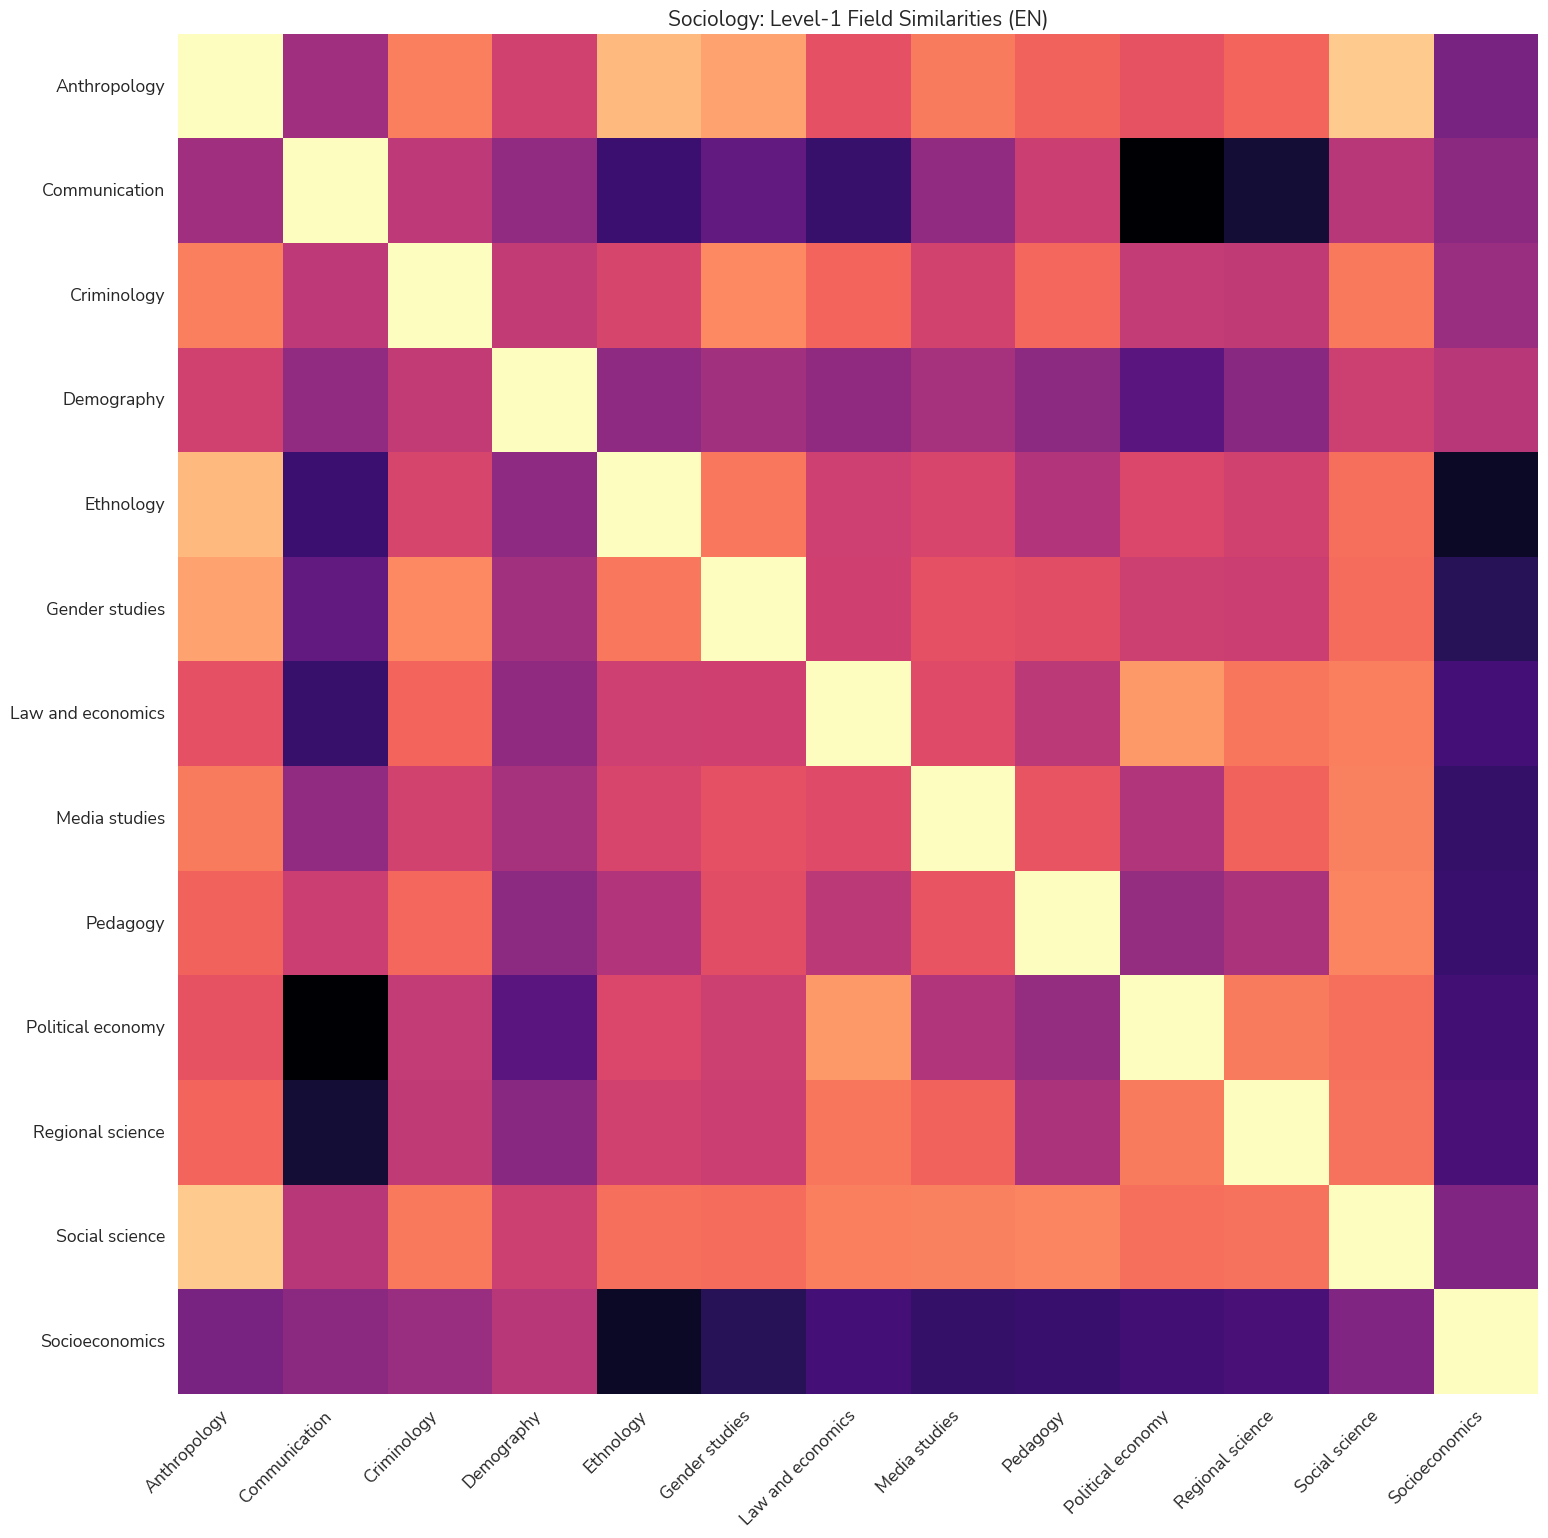 Sociology: Level-1 Field Similarities (EN)
Anthropology
Communication
Criminology
Demography
Ethnology
Gender studies
Law and economics
Media studies
Pedagogy
Political economy
Regional science
Social science
Socioeconomics
Anthropology
Communication
Criminology
Demography
Ethnology
Gender studies
Law and economics
Media studies
Pedagogy
Political economy
Regional science
Social science
Socioeconomics